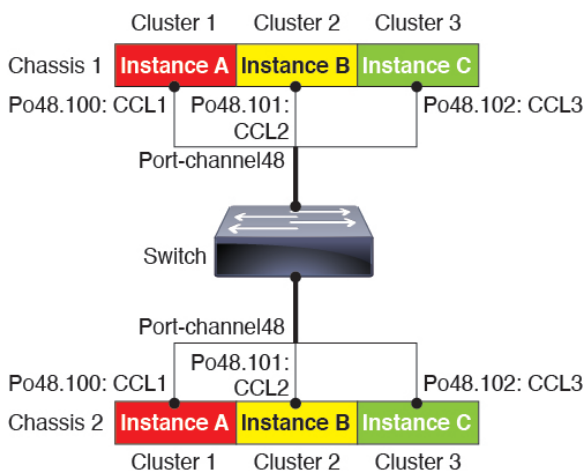 Cluster 1 Cluster 2 Cluster 3
Chassis 1 Instance A Instance B Instance C
Po48.100: CCL1 Po48.101: Po48.102: CCL3
CCL2
Port-channel48
Switch
Port-channel48
Po48.100: CCL1 Po48.101: Po48.102: CCL3
CCL2
Chassis 2 Instance A Instance B Instance C
Cluster 1 Cluster 2 Cluster 3